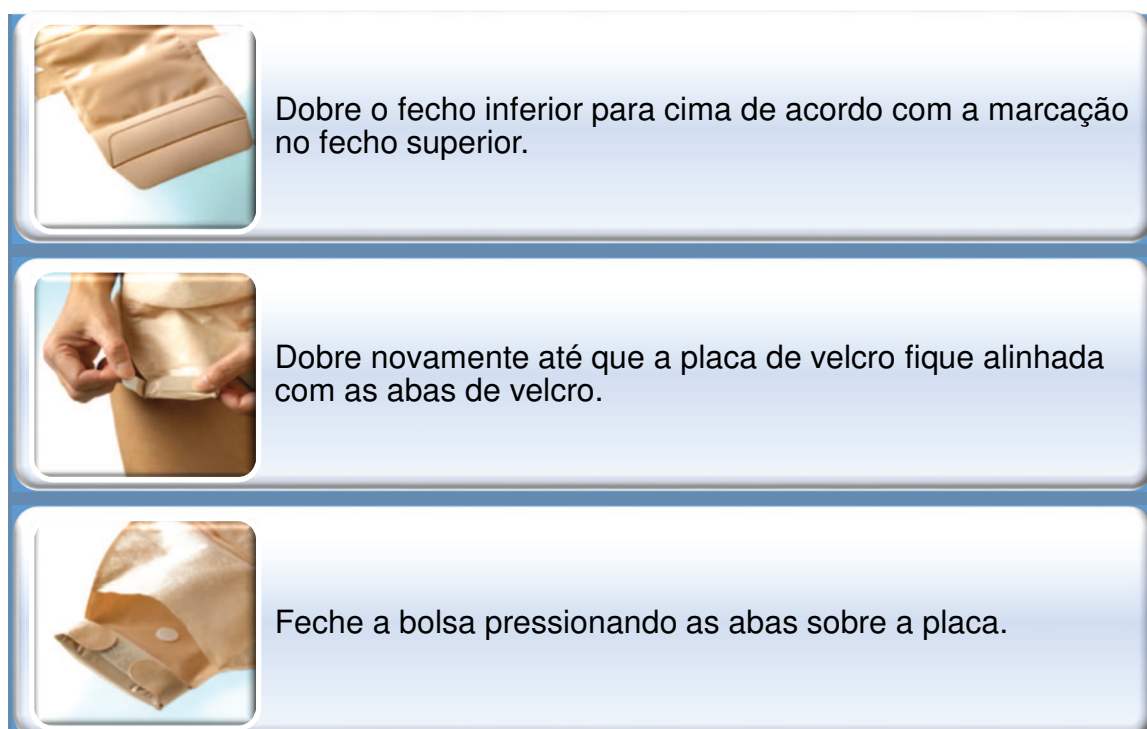 Dobre o fecho inferior para cima de acordo com a marcação
no fecho superior.
Dobre novamente até que a placa de velcro fique alinhada
com as abas de velcro.
Feche a bolsa pressionando as abas sobre a placa.